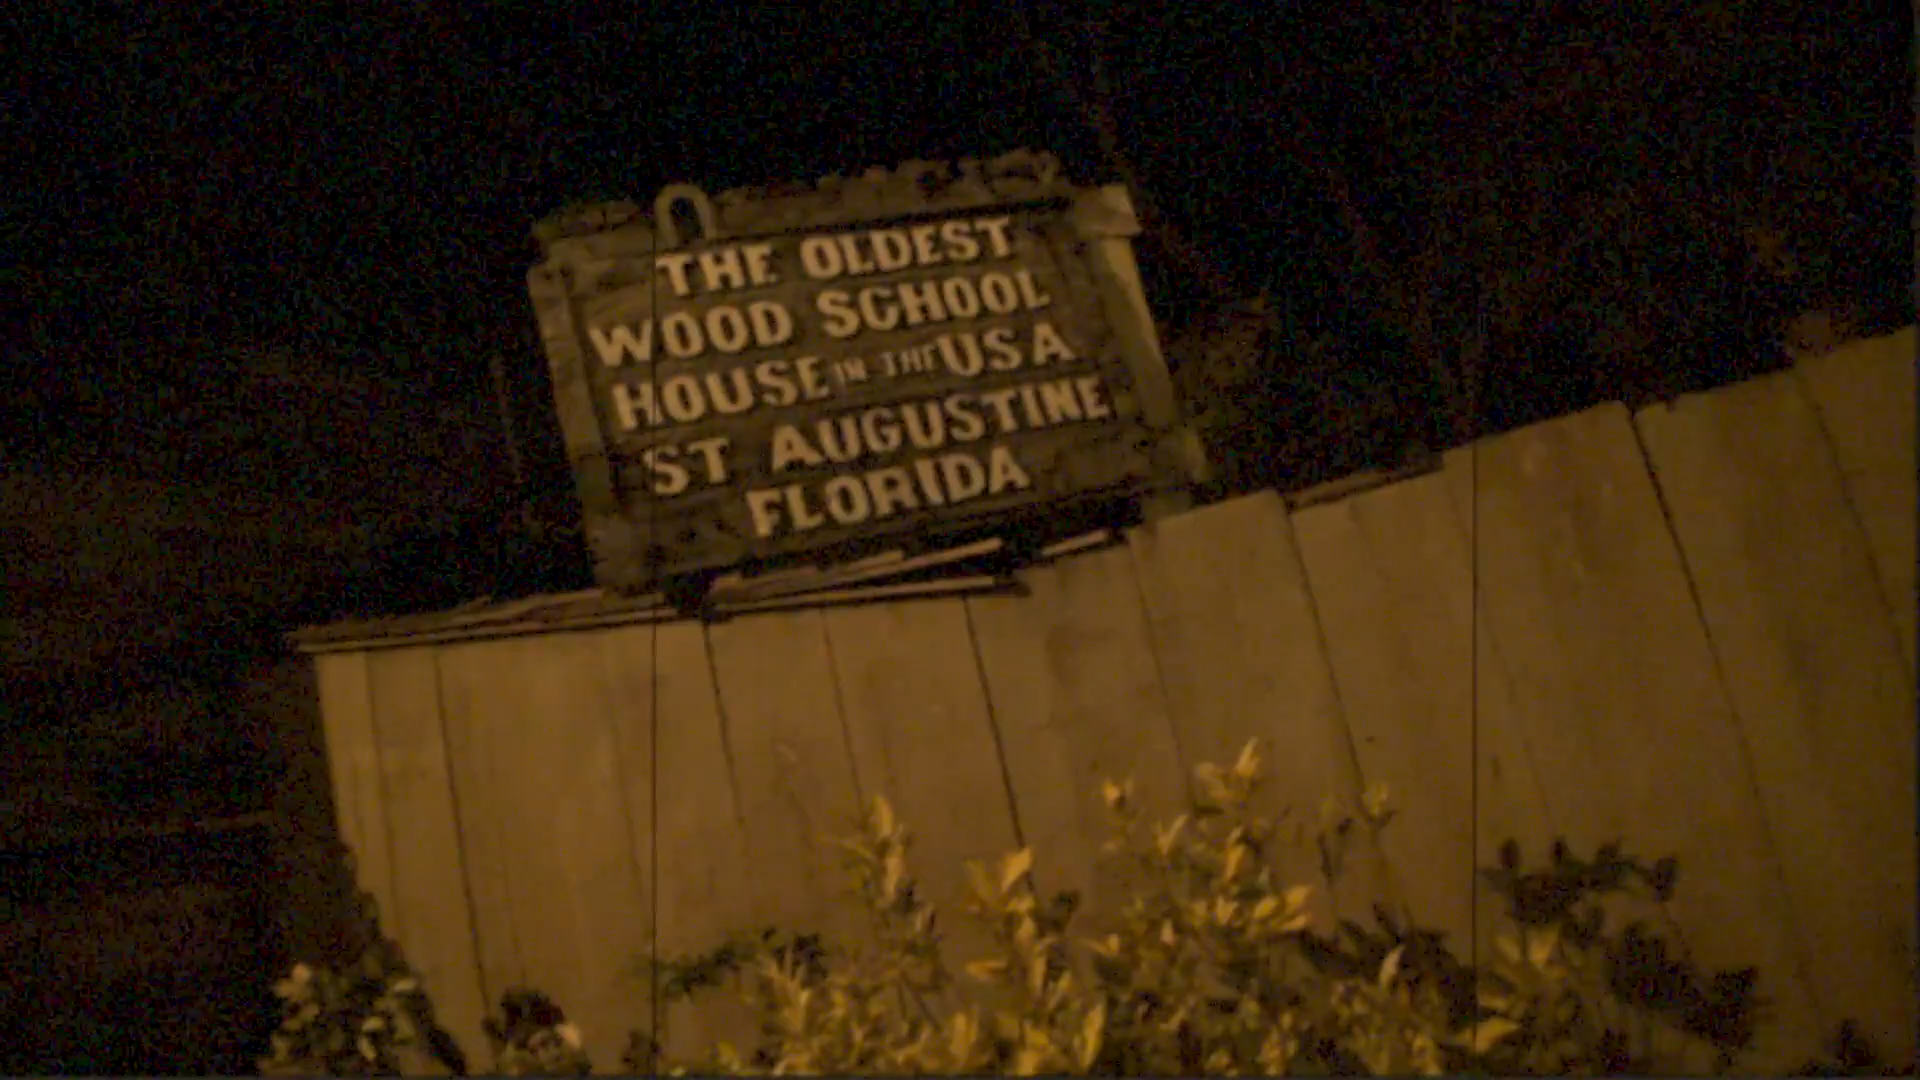 THE OLDEST
WOOD SCHOOL
HOUSE IN THE USA
ST AUGUSTINE
FLORIDA